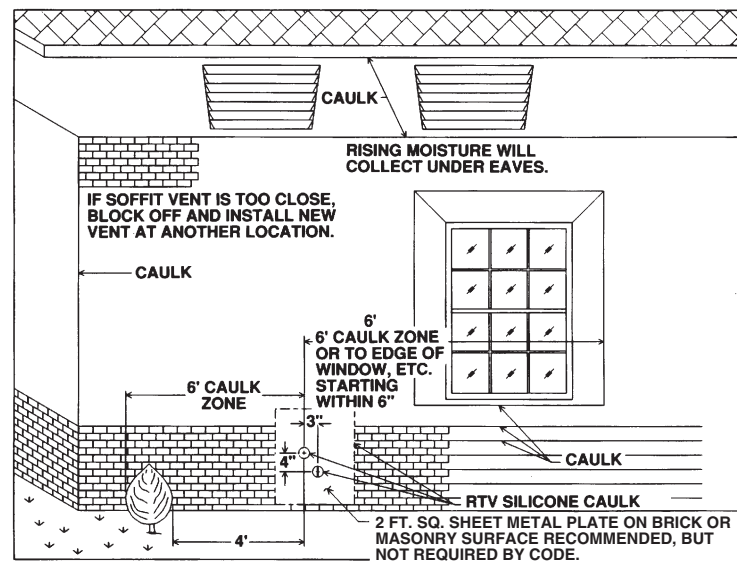 CAULK
RISING MOISTURE WILL
COLLECT UNDER EAVES.
IF SOFFIT VENT IS TOO CLOSE,
BLOCK OFF AND INSTALL NEW
VENT AT ANOTHER LOCATION.
CAULK
6'
6' CAULK ZONE
OR TO EDGE OF
WINDOW, ETC.
STARTING
WITHIN 6"
6' CAULK
ZONE
3"
4"
CAULK
RTV SILICONE CAULK
2 FT. SQ. SHEET METAL PLATE ON BRICK OR
MASONRY SURFACE RECOMMENDED, BUT
NOT REQUIRED BY CODE.
4'